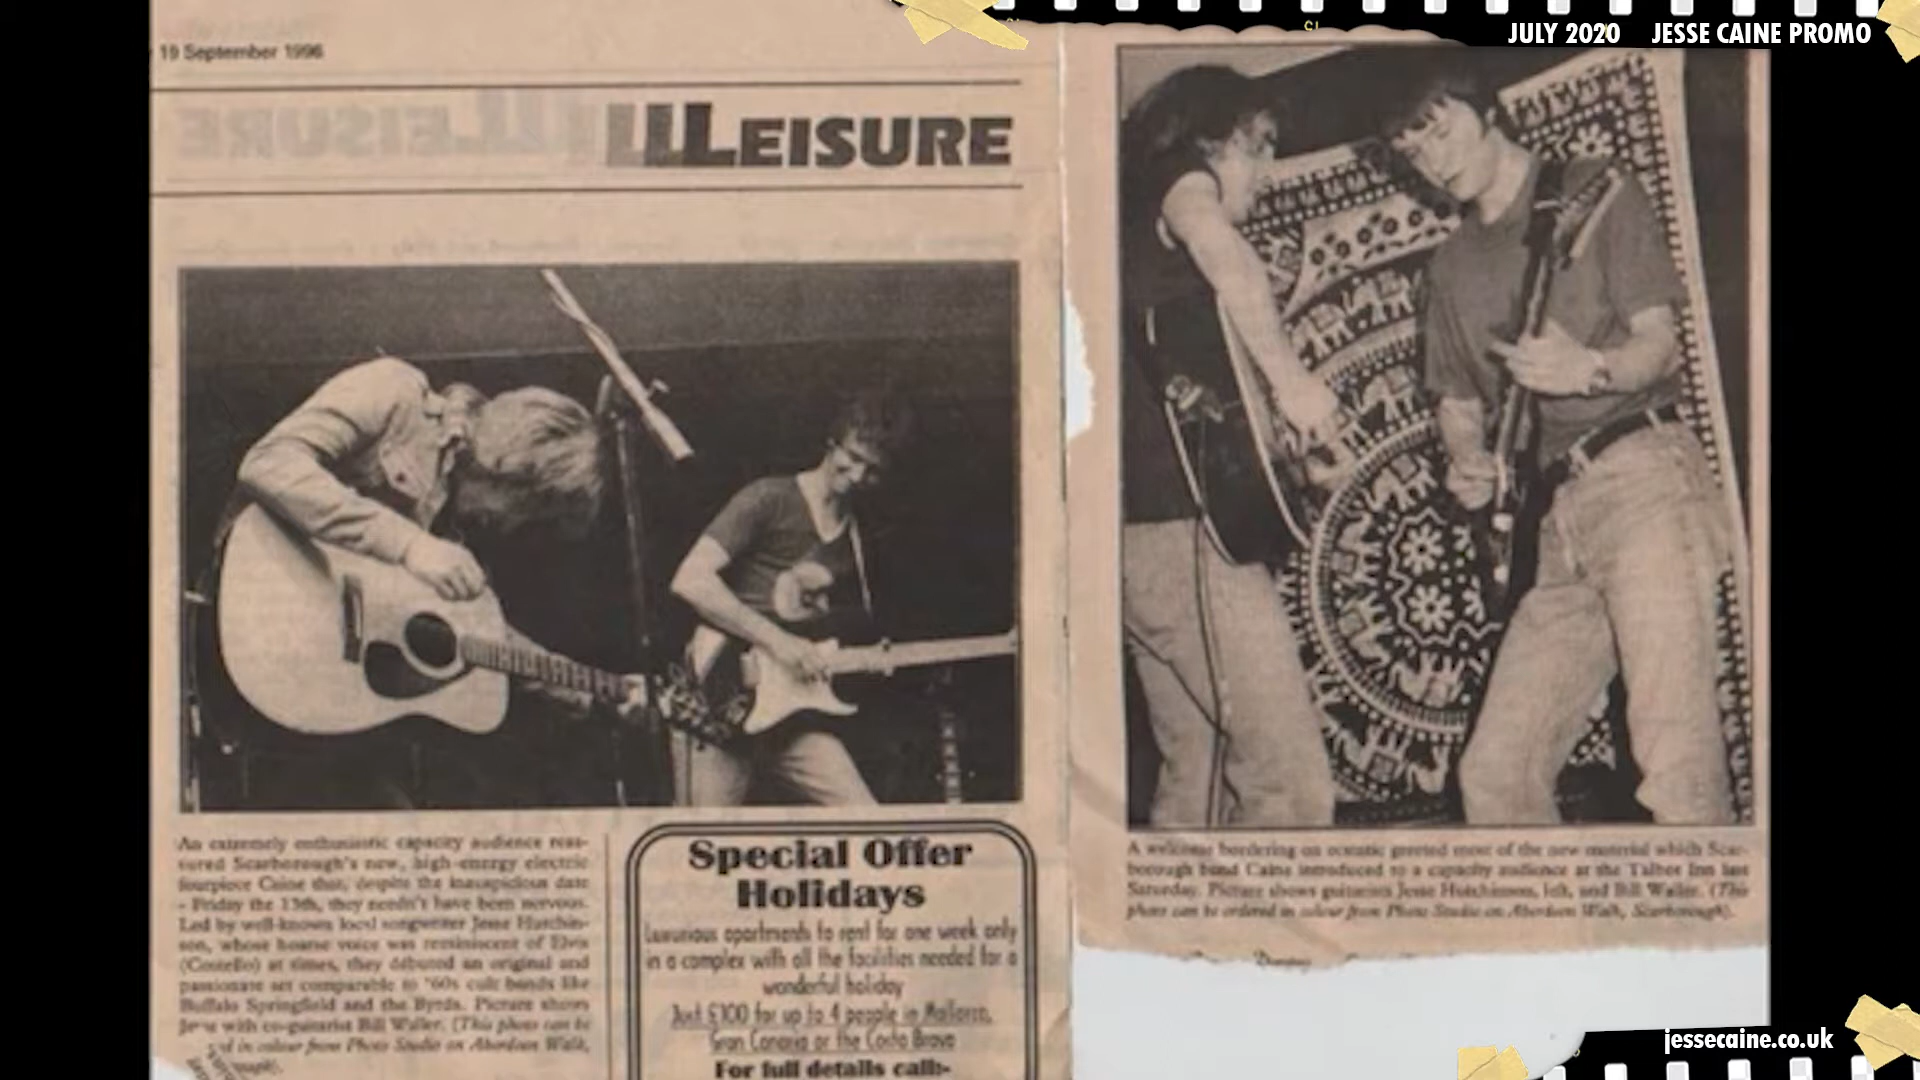 JULY 2020 JESSE CAINE PROMO
19 September 1996
LEISURE
An extremely enthusiastic capacity audience reas-
sured Scarborough's new, high-energy electric
fourpiece Caine that, despite the inauspicious date
- Friday the 13th, they needn't have been nervous.
Led by well-known local songwriter Jesse Hutchin-
son, whose hoarse voice was reminiscent of Elvis
(Costello) at times, they debuted an original and
passionate set comparable to '60s cult bands like
Buffalo Springfield and the Byrds. Picture shows
Jesse with co-guitarist Bill Waller. (This photo can be
in colour from Photo Studio on Aberdeen Walk,
Special Offer
Holidays
Luxurious apartments to rent for one week only
in a complex with all the facilities needed for a
wonderful holiday
Just £100 for up to 4 people in Mallorca,
Gran Canaria or the Costa Brava
For full details call:-
A welcome bordering on ecstatic greeted most of the new material which Scar-
borough band Caine introduced to a capacity audience at the Talbot Inn last
Saturday. Picture shows guitarists Jesse Hutchinson, left, and Bill Waller. (This
photo can be ordered in colour from Photo Studio on Aberdeen Walk, Scarborough).
jessecaine.co.uk